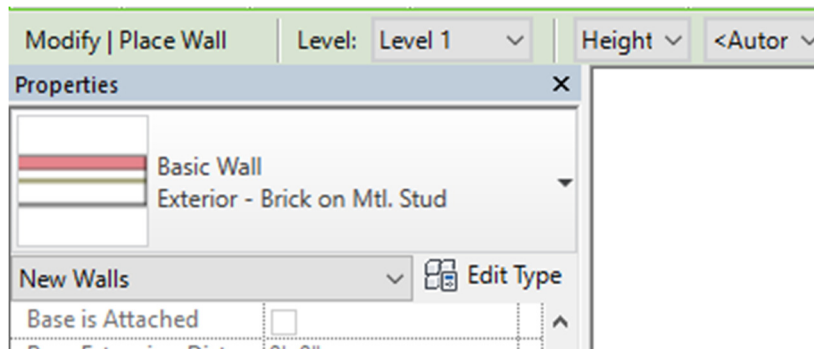 Modify | Place Wall Level: Level 1 Height <Autor
Properties
Basic Wall
Exterior - Brick on Mtl. Stud
New Walls Edit Type
Base is Attached